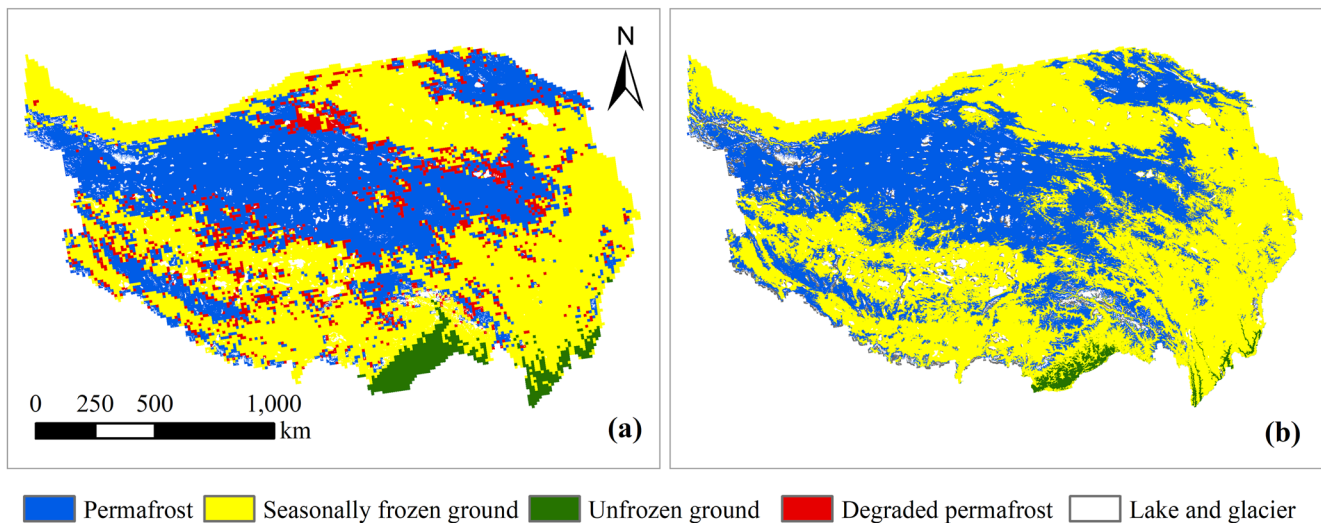 N
0 250 500 1,000
km
(a)
(b)
Permafrost Seasonally frozen ground Unfrozen ground Degraded permafrost Lake and glacier